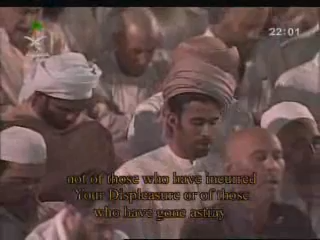 22:01
not of those who have incurred
Your Displeasure or of those
who have gone astray